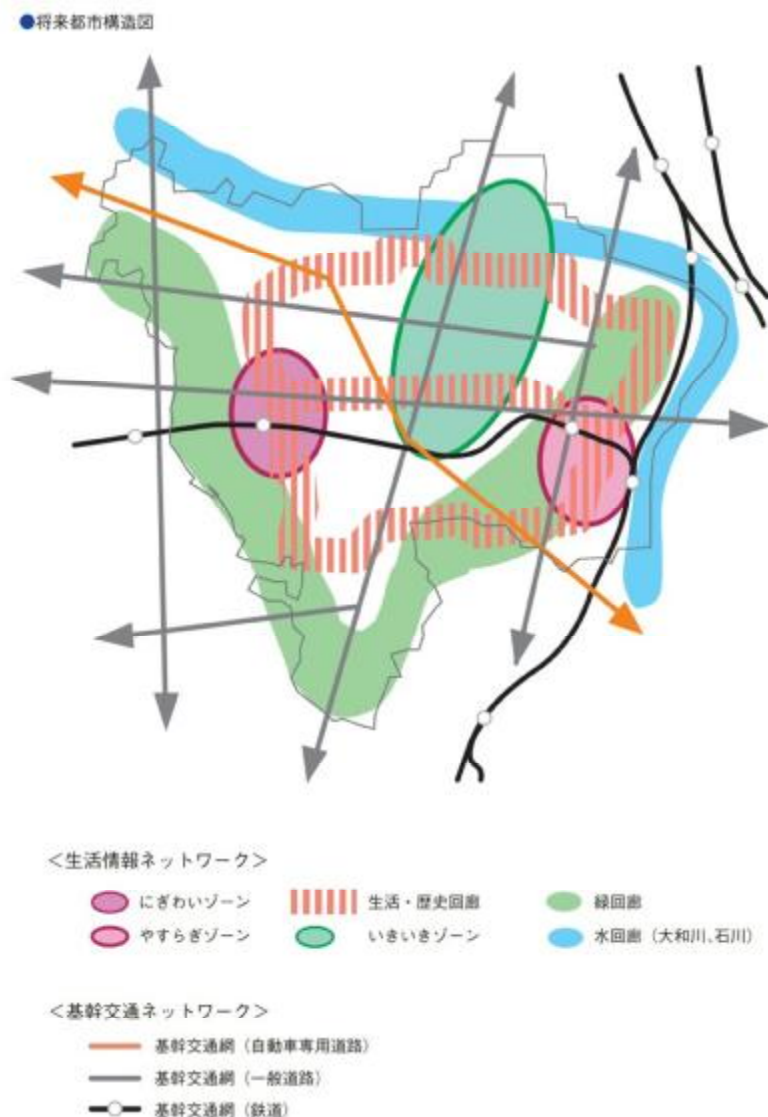 ●将来都市構造図
＜生活情報ネットワーク＞
にぎわいゾーン 生活・歴史回廊 緑回廊
やすらぎゾーン いきいきゾーン 水回廊（大和川、石川）
＜基幹交通ネットワーク＞
基幹交通網（自動車専用道路）
基幹交通網（一般道路）
基幹交通網（鉄道）